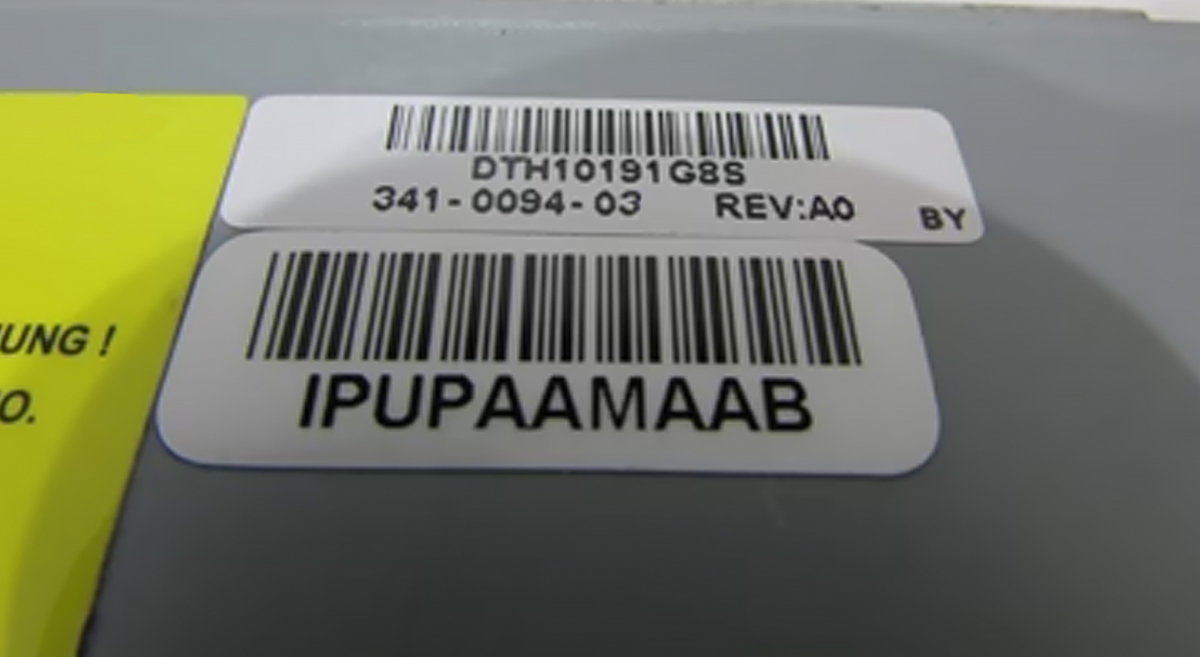 DTH10191G8S
341-0094-03 REV:A0 BY
IPUPAAMAAB
UNG !
O.